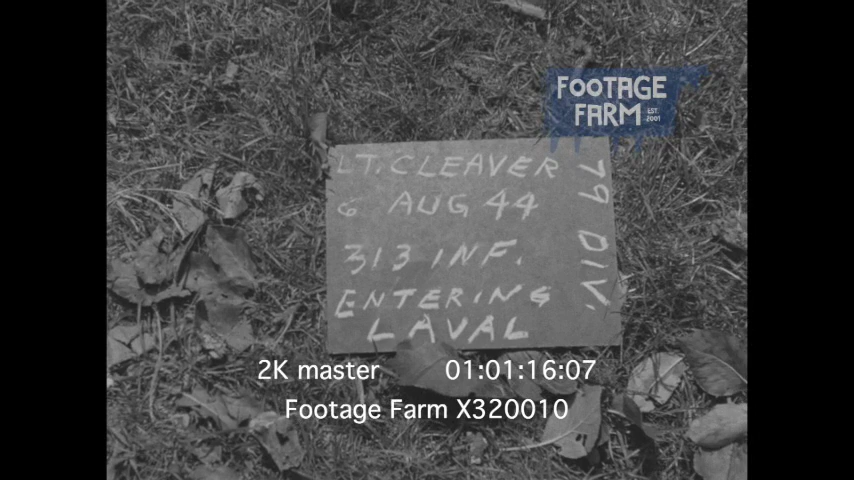 FOOTAGE
FARM
EST.
2001
LT. CLEAVER
6 AUG 44
313 INF.
ENTERING
LAVAL
79 DIV.
2K master 01:01:16:07
Footage Farm X320010